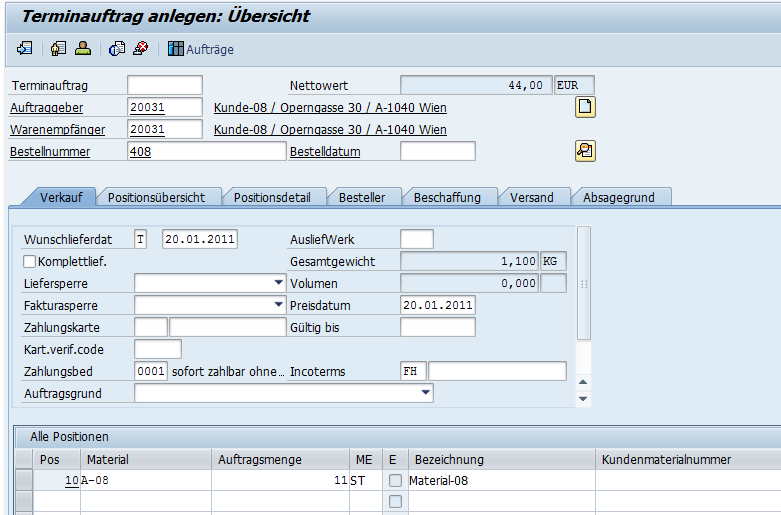 Terminauftrag anlegen: Übersicht
Aufträge
Terminauftrag Nettowert 44,00 EUR
Auftraggeber 20031 Kunde-08 / Operngasse 30 / A-1040 Wien
Warenempfänger 20031 Kunde-08 / Operngasse 30 / A-1040 Wien
Bestellnummer 408 Bestelldatum
Verkauf Positionsübersicht Positionsdetail Besteller Beschaffung Versand Absagegrund
Wunschlieferdat T 20.01.2011 AusliefWerk
Komplettlief. Gesamtgewicht 1,100 KG
Liefersperre Volumen 0,000
Fakturasperre Preisdatum 20.01.2011
Zahlungskarte Gültig bis
Kart.verif.code
Zahlungsbed 0001 sofort zahlbar ohne… Incoterms FH
Auftragsgrund
Alle Positionen
Pos Material Auftragsmenge ME E Bezeichnung Kundenmaterialnummer
10 A-08 11 ST Material-08